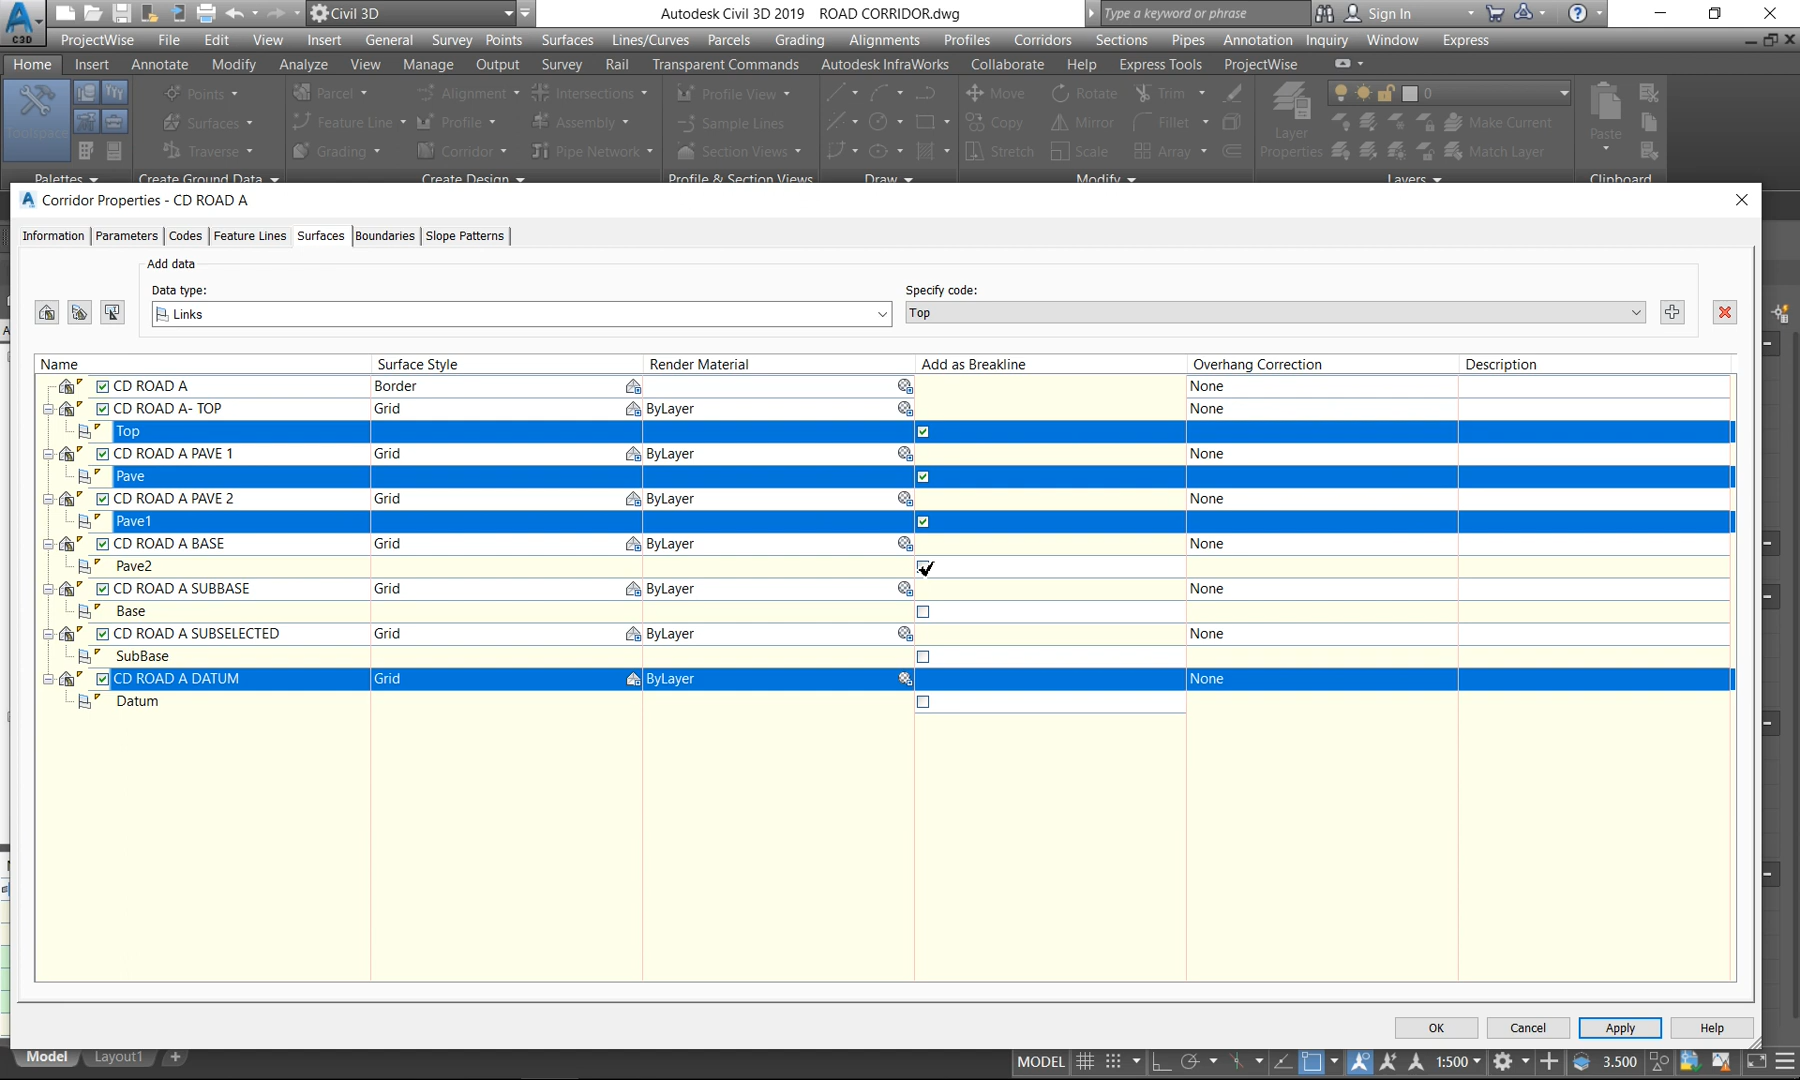 Civil 3D
Autodesk Civil 3D 2019 ROAD CORRIDOR.dwg
Type a keyword or phrase
Sign In
C3D
ProjectWise File Edit View Insert General Survey Points Surfaces Lines/Curves Parcels Grading Alignments Profiles Corridors Sections Pipes Annotation Inquiry Window Express
Home Insert Annotate Modify Analyze View Manage Output Survey Rail Transparent Commands Autodesk InfraWorks Collaborate Help Express Tools ProjectWise
Points Parcel Alignment Intersections Profile View Move Rotate Trim 0
Surfaces Feature Line Profile Assembly Sample Lines Copy Mirror Fillet Make Current
Toolspace Layer Paste
Traverse Grading Corridor Pipe Network Section Views Stretch Scale Array Properties Match Layer
Palettes Create Ground Data Create Design Profile & Section Views Draw Modify Layers Clipboard
Corridor Properties - CD ROAD A
Information Parameters Codes Feature Lines Surfaces Boundaries Slope Patterns
Add data
Data type: Specify code:
Links Top
Name Surface Style Render Material Add as Breakline Overhang Correction Description
CD ROAD A Border None
CD ROAD A- TOP Grid ByLayer None
Top
CD ROAD A PAVE 1 Grid ByLayer None
Pave
CD ROAD A PAVE 2 Grid ByLayer None
Pave1
CD ROAD A BASE Grid ByLayer None
Pave2
CD ROAD A SUBBASE Grid ByLayer None
Base
CD ROAD A SUBSELECTED Grid ByLayer None
SubBase
CD ROAD A DATUM Grid ByLayer None
Datum
OK Cancel Apply Help
Model Layout1 MODEL 1:500 3.500